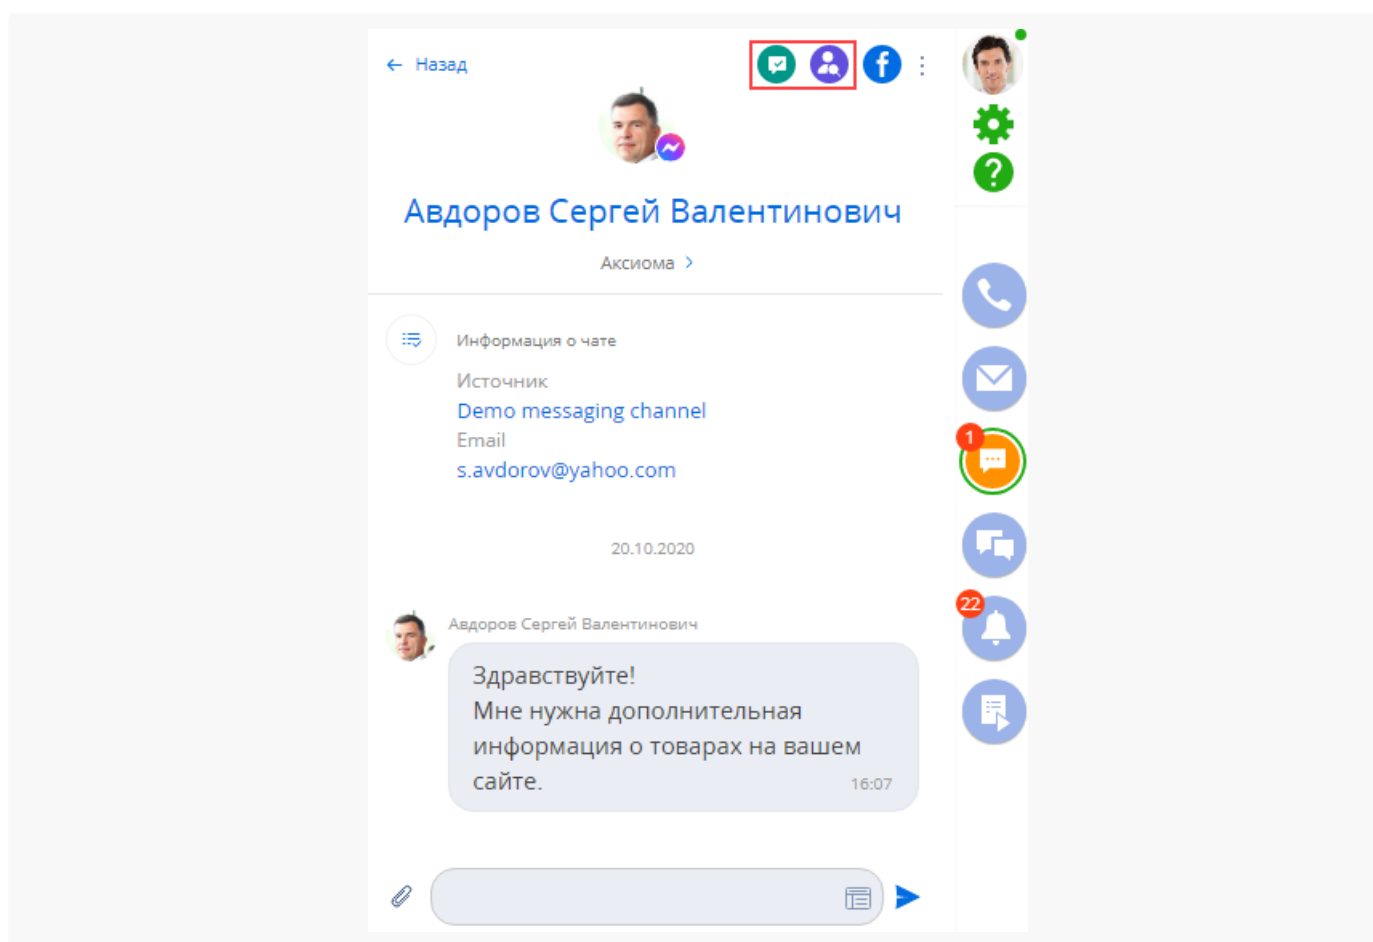 ← Назад
Авдоров Сергей Валентинович
Аксиома >
Информация о чате
Источник
Demo messaging channel
Email
s.avdorov@yahoo.com
1
20.10.2020
22
Авдоров Сергей Валентинович
Здравствуйте!
Мне нужна дополнительная
информация о товарах на вашем
сайте.
16:07